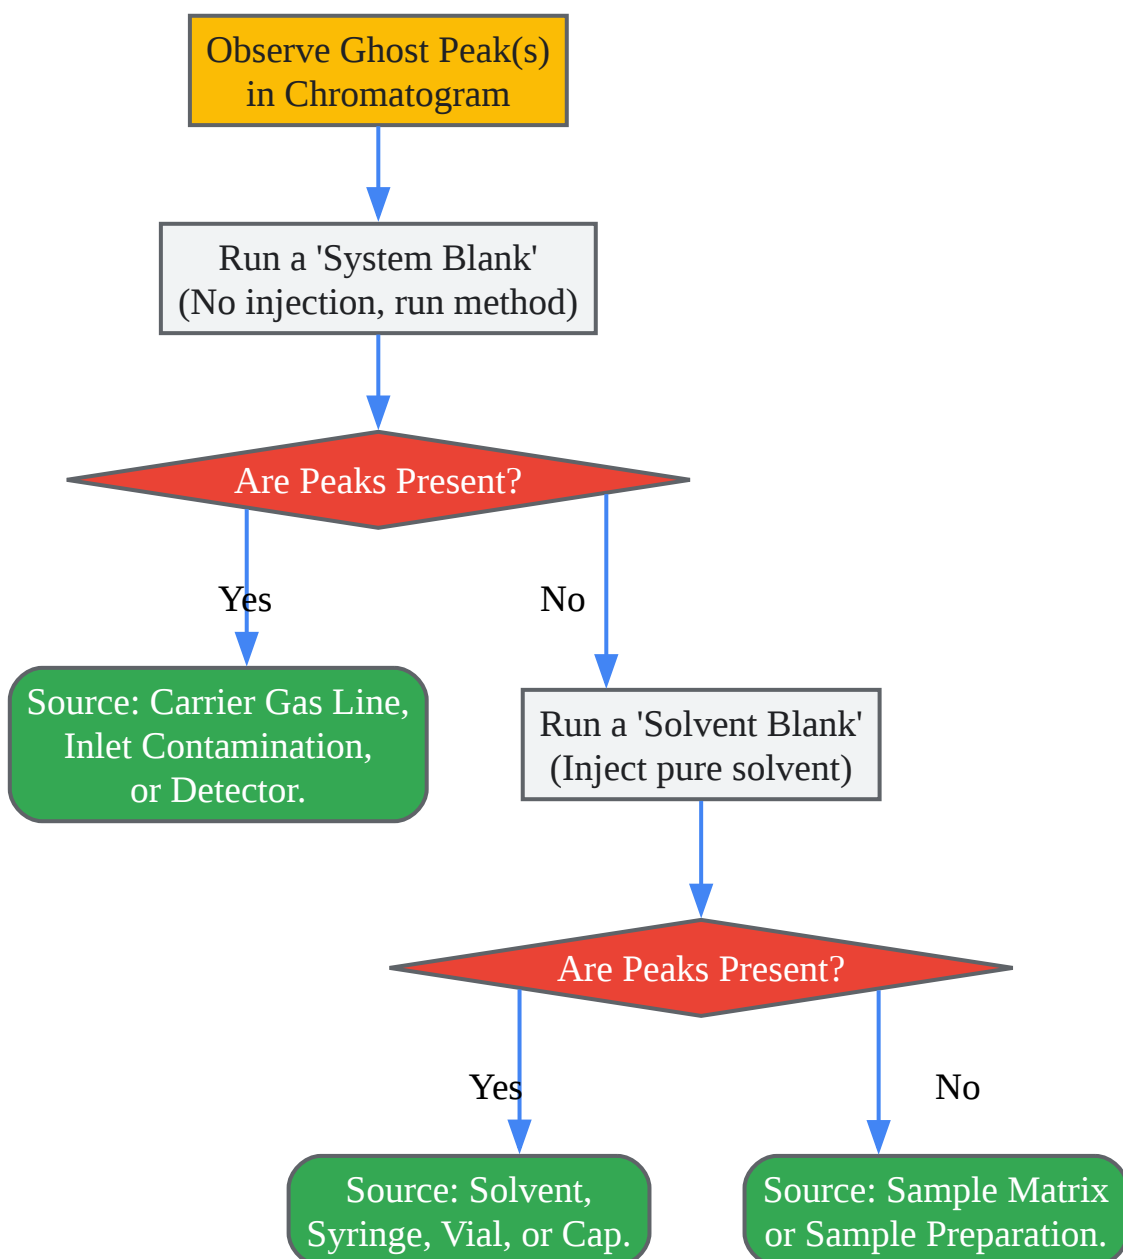 Observe Ghost Peak(s)
in Chromatogram
Run a 'System Blank'
(No injection, run method)
Are Peaks Present?
Yes
No
Source: Carrier Gas Line,
Inlet Contamination,
or Detector.
Run a 'Solvent Blank'
(Inject pure solvent)
Are Peaks Present?
Yes
No
Source: Solvent,
Syringe, Vial, or Cap.
Source: Sample Matrix
or Sample Preparation.